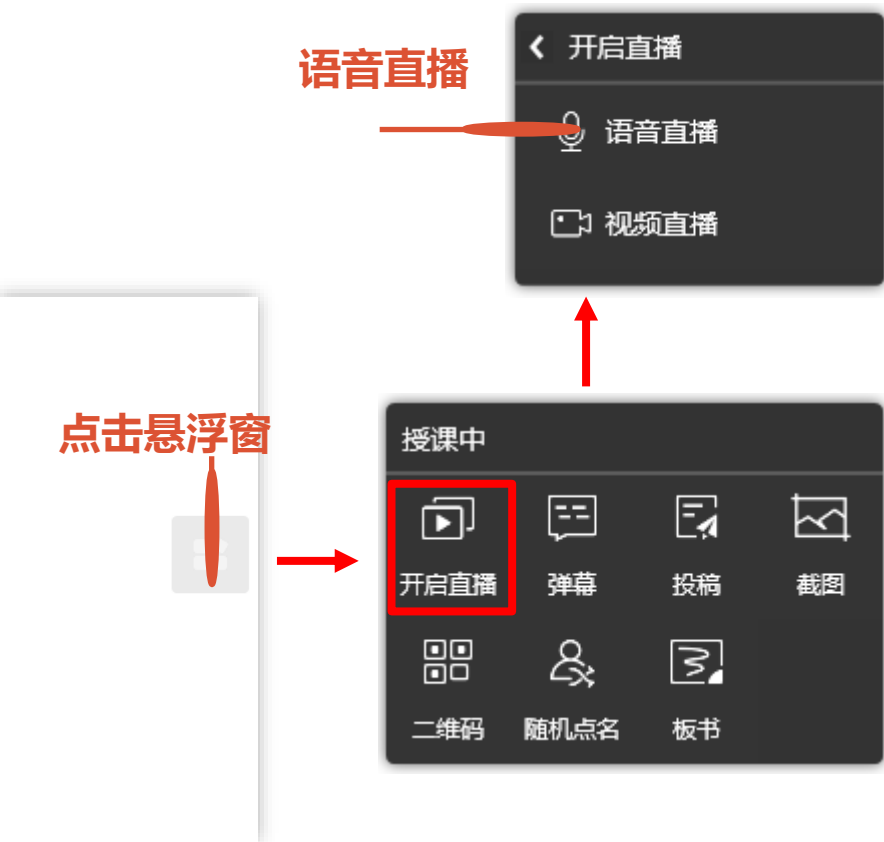 语音直播
开启直播
语音直播
视频直播
点击悬浮窗
授课中
开启直播 弹幕 投稿 截图
二维码 随机点名 板书